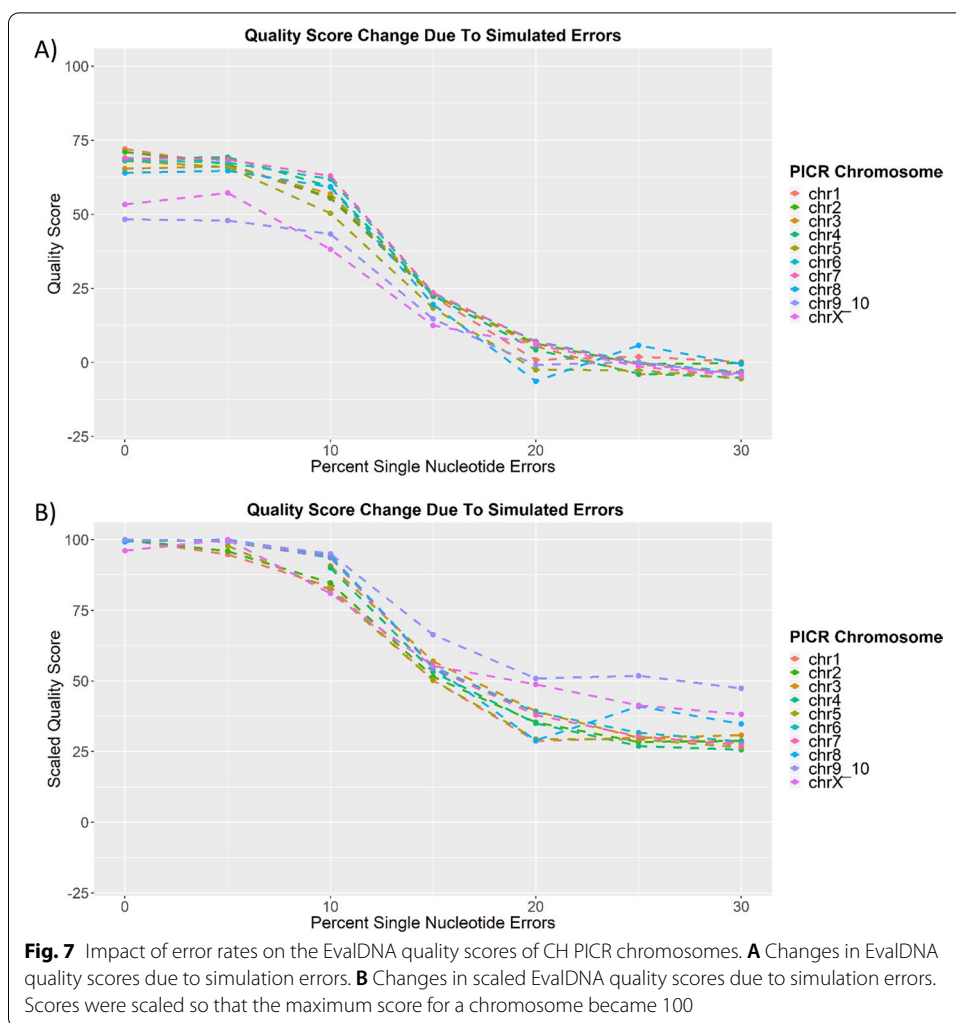 A)
Quality Score Change Due To Simulated Errors
Quality Score
100
75
50
25
0
-25
0
10
20
30
Percent Single Nucleotide Errors
PICR Chromosome
chr1
chr2
chr3
chr4
chr5
chr6
chr7
chr8
chr9_10
chrX
B)
Quality Score Change Due To Simulated Errors
Scaled Quality Score
100
75
50
25
0
-25
0
10
20
30
Percent Single Nucleotide Errors
PICR Chromosome
chr1
chr2
chr3
chr4
chr5
chr6
chr7
chr8
chr9_10
chrX
Fig. 7 Impact of error rates on the EvalDNA quality scores of CH PICR chromosomes. A Changes in EvalDNA
quality scores due to simulation errors. B Changes in scaled EvalDNA quality scores due to simulation errors.
Scores were scaled so that the maximum score for a chromosome became 100